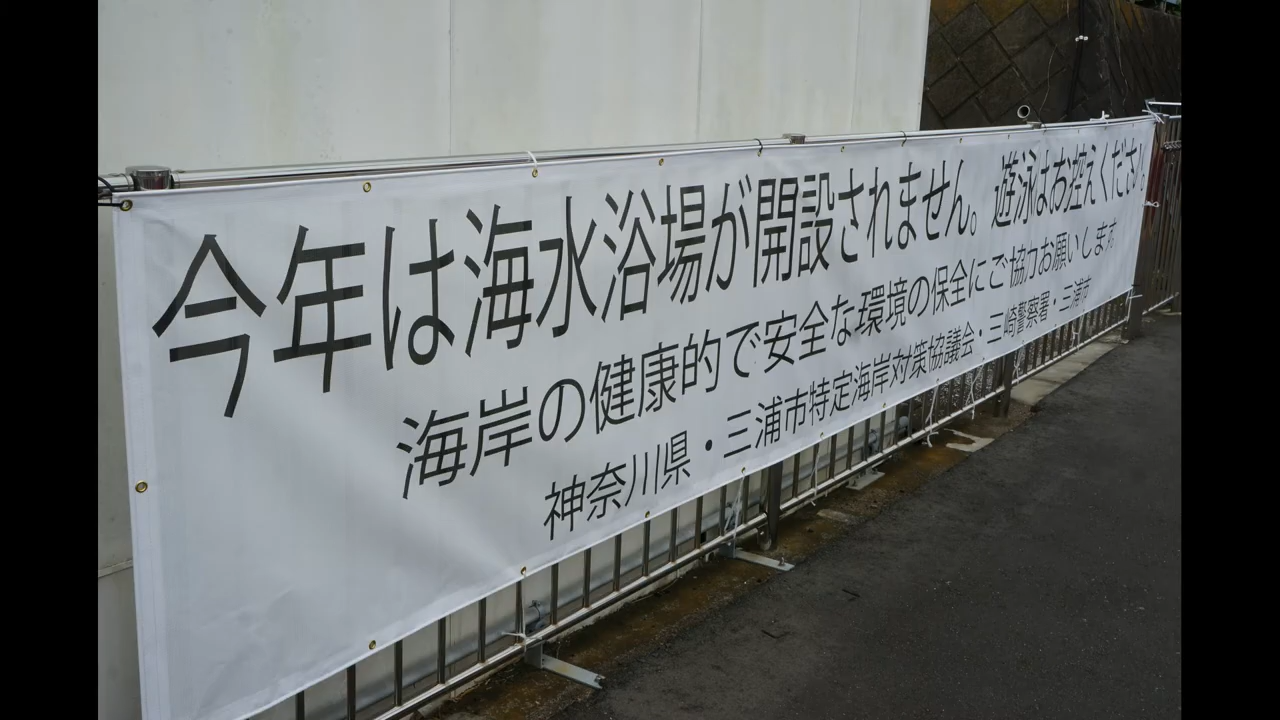 今年は海水浴場が開設されません。遊泳はお控えください。
海岸の健康的で安全な環境の保全にご協力お願いします
神奈川県・三浦市特定海岸対策協議会・三崎警察署・三浦市